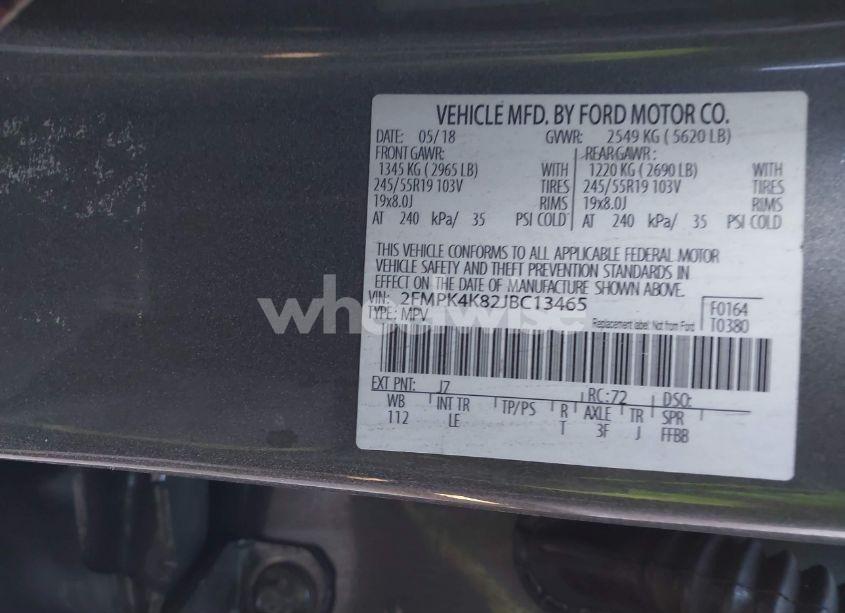 VEHICLE MFD. BY FORD MOTOR CO.
DATE: 05/18 GVWR: 2549 KG ( 5620 LB)
FRONT GAWR: REAR GAWR:
1345 KG ( 2965 LB) WITH 1220 KG ( 2690 LB) WITH
245/55R19 103V TIRES 245/55R19 103V TIRES
19x8.0J RIMS 19x8.0J RIMS
AT 240 kPa/ 35 PSI COLD AT 240 kPa/ 35 PSI COLD
THIS VEHICLE CONFORMS TO ALL APPLICABLE FEDERAL MOTOR
VEHICLE SAFETY AND THEFT PREVENTION STANDARDS IN
EFFECT ON THE DATE OF MANUFACTURE SHOWN ABOVE.
VIN: 2FMPK4K82JBC13465 F0164
TYPE: MPV Replacement label: Not from Ford T0380
EXT PNT: J7 RC: 72 DSO:
WB INT TR TP/PS R AXLE TR SPR
112 LE T 3F J FFBB
wheelwise